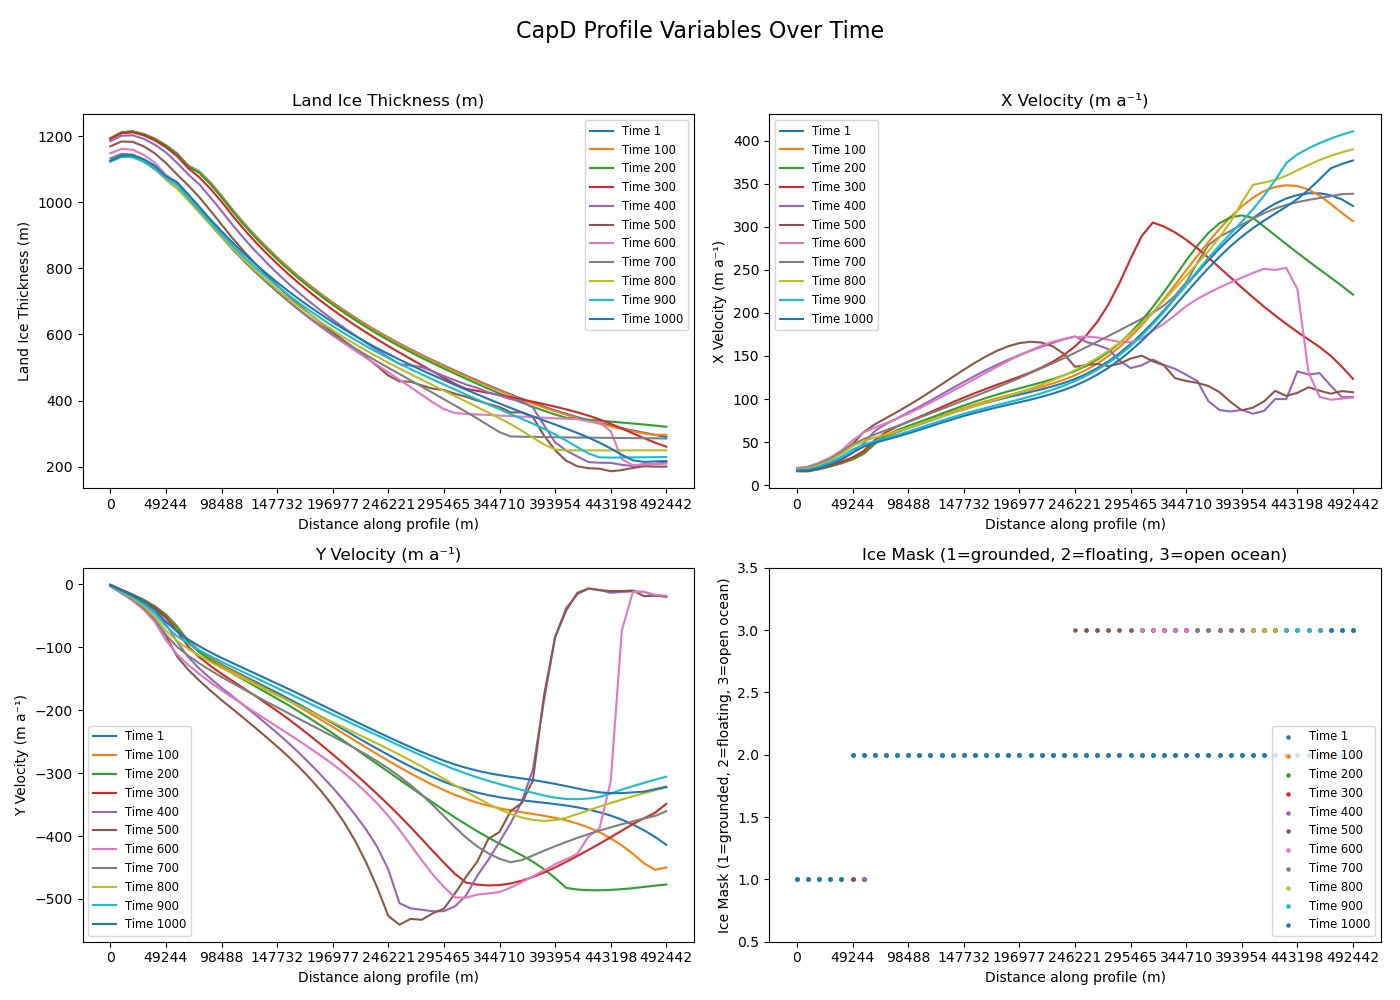 CapD Profile Variables Over Time
Land Ice Thickness (m)
Land Ice Thickness (m)
1200
1000
800
600
400
200
0 49244 98488 147732 196977 246221 295465 344710 393954 443198 492442
Distance along profile (m)
Time 1
Time 100
Time 200
Time 300
Time 400
Time 500
Time 600
Time 700
Time 800
Time 900
Time 1000
X Velocity (m a⁻¹)
X Velocity (m a⁻¹)
400
350
300
250
200
150
100
50
0
0 49244 98488 147732 196977 246221 295465 344710 393954 443198 492442
Distance along profile (m)
Time 1
Time 100
Time 200
Time 300
Time 400
Time 500
Time 600
Time 700
Time 800
Time 900
Time 1000
Y Velocity (m a⁻¹)
Y Velocity (m a⁻¹)
0
−100
−200
−300
−400
−500
0 49244 98488 147732 196977 246221 295465 344710 393954 443198 492442
Distance along profile (m)
Time 1
Time 100
Time 200
Time 300
Time 400
Time 500
Time 600
Time 700
Time 800
Time 900
Time 1000
Ice Mask (1=grounded, 2=floating, 3=open ocean)
Ice Mask (1=grounded, 2=floating, 3=open ocean)
3.5
3.0
2.5
2.0
1.5
1.0
0.5
0 49244 98488 147732 196977 246221 295465 344710 393954 443198 492442
Distance along profile (m)
Time 1
Time 100
Time 200
Time 300
Time 400
Time 500
Time 600
Time 700
Time 800
Time 900
Time 1000